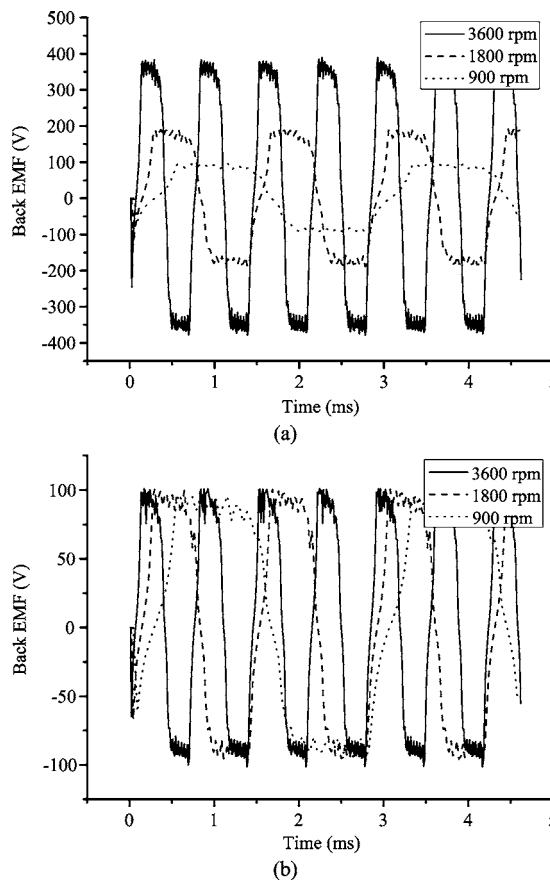 500
400
300
200
100
0
-100
-200
-300
-400
Back EMF (V)
3600 rpm
1800 rpm
900 rpm
0 1 2 3 4
Time (ms)
(a)
100
50
0
-50
-100
Back EMF (V)
3600 rpm
1800 rpm
900 rpm
0 1 2 3 4
Time (ms)
(b)